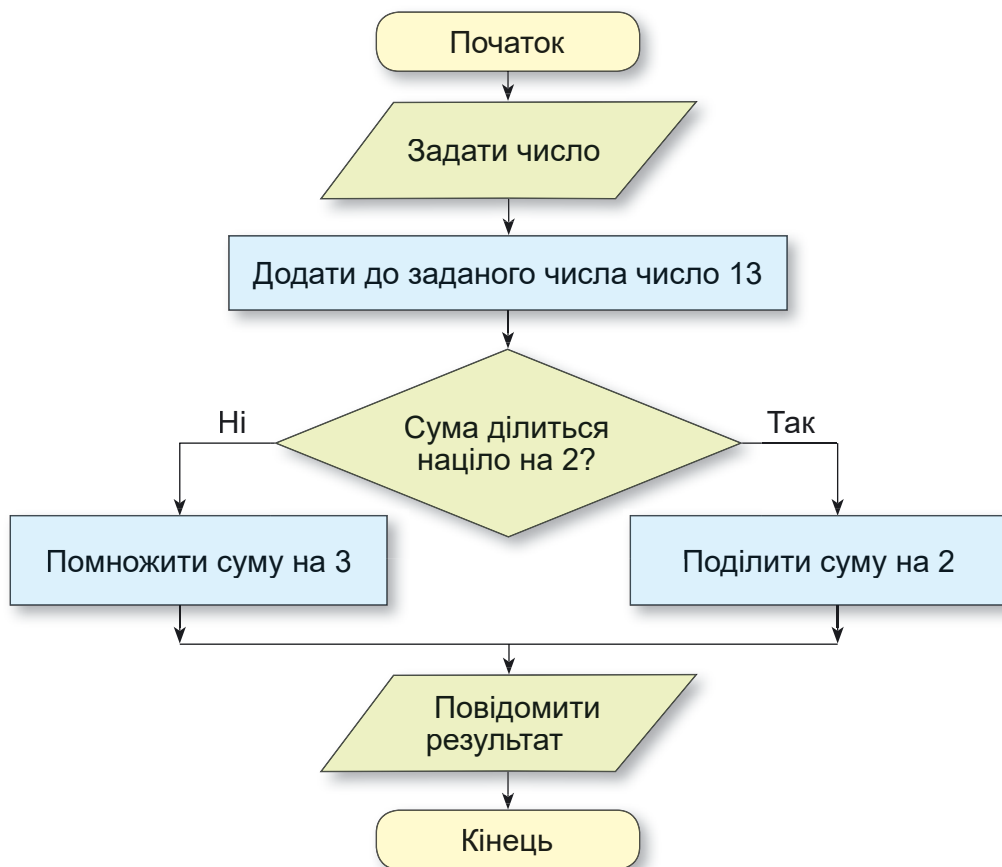 Початок
Задати число
Додати до заданого числа число 13
Ні
Сума ділиться
націло на 2?
Так
Помножити суму на 3
Поділити суму на 2
Повідомити
результат
Кінець